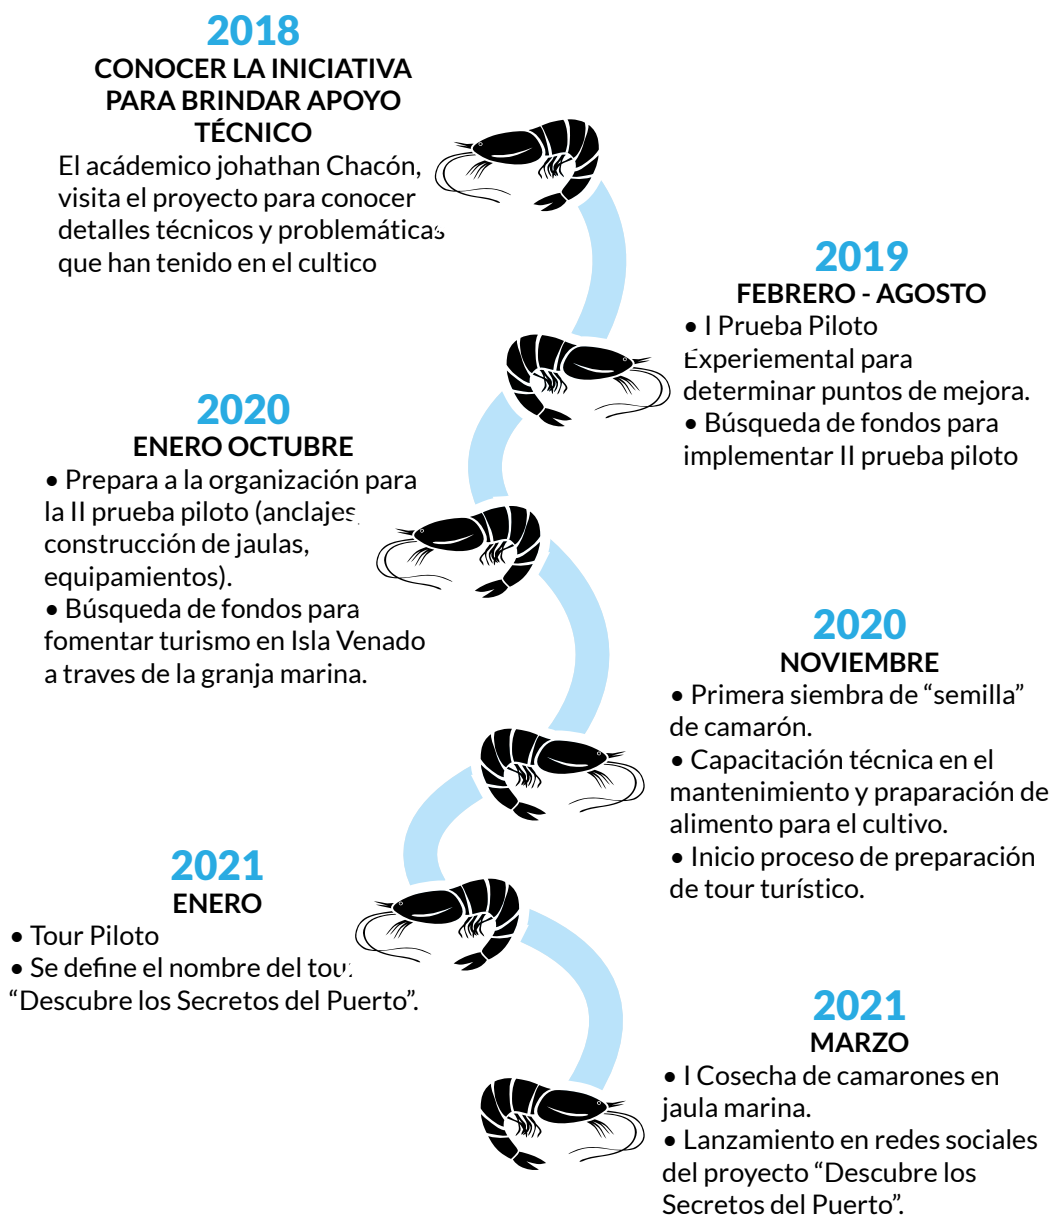 2018
CONOCER LA INICIATIVA
PARA BRINDAR APOYO
TÉCNICO
El acádemico johathan Chacón,
visita el proyecto para conocer
detalles técnicos y problemáticas
que han tenido en el cultico
2019
FEBRERO - AGOSTO
• I Prueba Piloto
Experiemental para
determinar puntos de mejora.
• Búsqueda de fondos para
implementar II prueba piloto
2020
ENERO OCTUBRE
• Prepara a la organización para
la II prueba piloto (anclajes,
construcción de jaulas,
equipamientos).
• Búsqueda de fondos para
fomentar turismo en Isla Venado
a traves de la granja marina.
2020
NOVIEMBRE
• Primera siembra de “semilla”
de camarón.
• Capacitación técnica en el
mantenimiento y praparación de
alimento para el cultivo.
• Inicio proceso de preparación
de tour turístico.
2021
ENERO
• Tour Piloto
• Se define el nombre del tour
“Descubre los Secretos del Puerto”.
2021
MARZO
• I Cosecha de camarones en
jaula marina.
• Lanzamiento en redes sociales
del proyecto “Descubre los
Secretos del Puerto”.